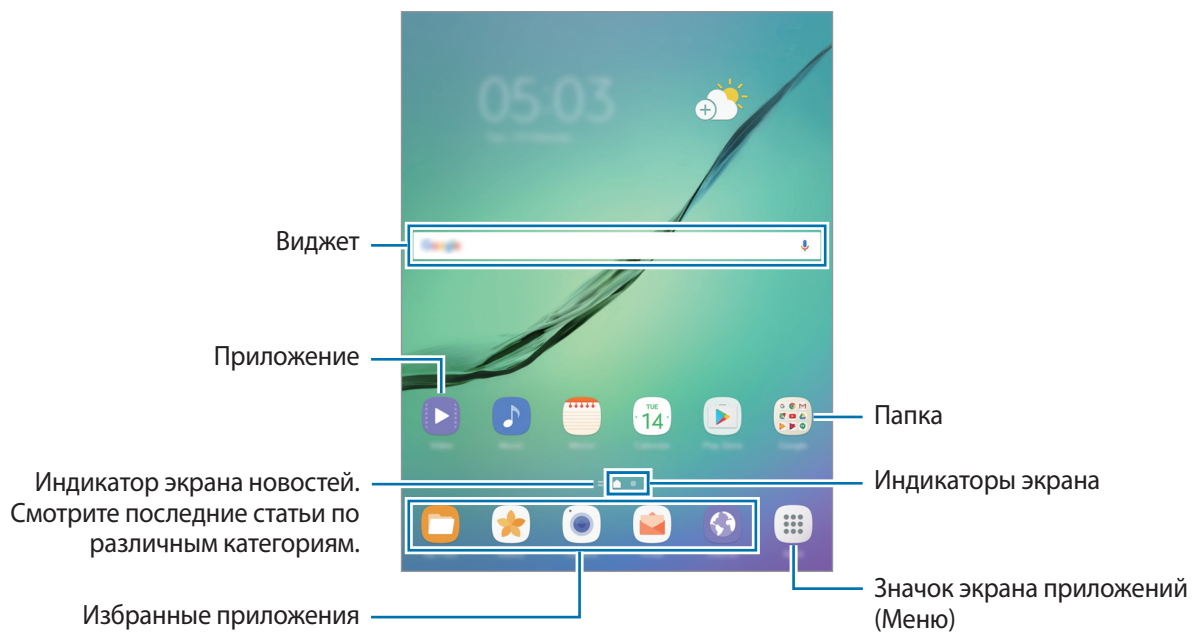 05:03
Виджет
Google
Приложение
TUE
14
Папка
Индикатор экрана новостей.
Смотрите последние статьи по
различным категориям.
Индикаторы экрана
Избранные приложения
Значок экрана приложений
(Меню)